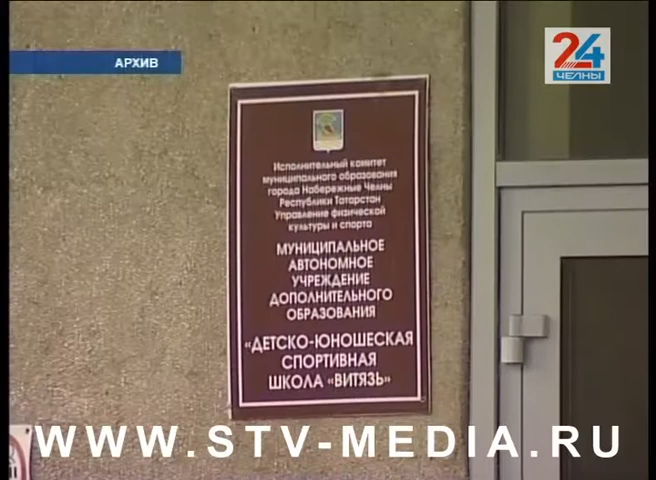 АРХИВ
24
ЧЕЛНЫ
Исполнительный комитет
муниципального образования
города Набережные Челны
Республики Татарстан
Управление физической
культуры и спорта
МУНИЦИПАЛЬНОЕ
АВТОНОМНОЕ
УЧРЕЖДЕНИЕ
ДОПОЛНИТЕЛЬНОГО
ОБРАЗОВАНИЯ
«ДЕТСКО-ЮНОШЕСКАЯ
СПОРТИВНАЯ
ШКОЛА «ВИТЯЗЬ»
WWW.STV-MEDIA.RU